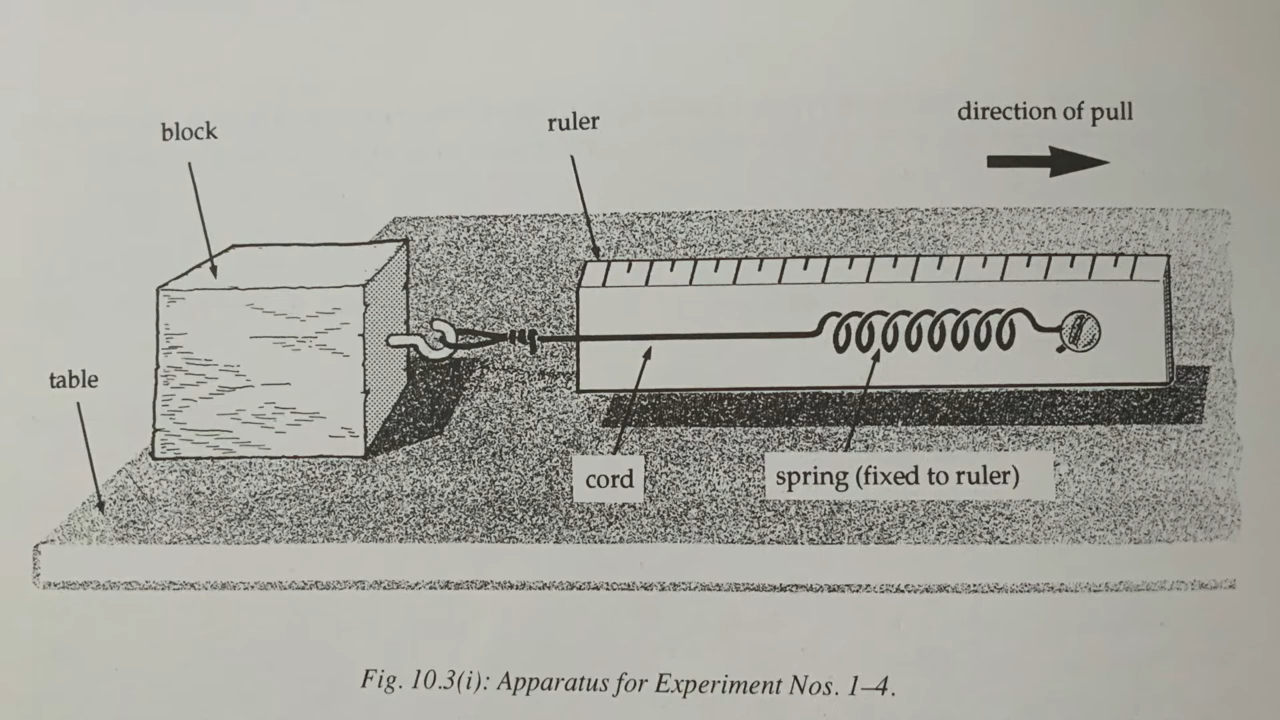 direction of pull
ruler
block
table
cord
spring (fixed to ruler)
Fig. 10.3(i): Apparatus for Experiment Nos. 1–4.